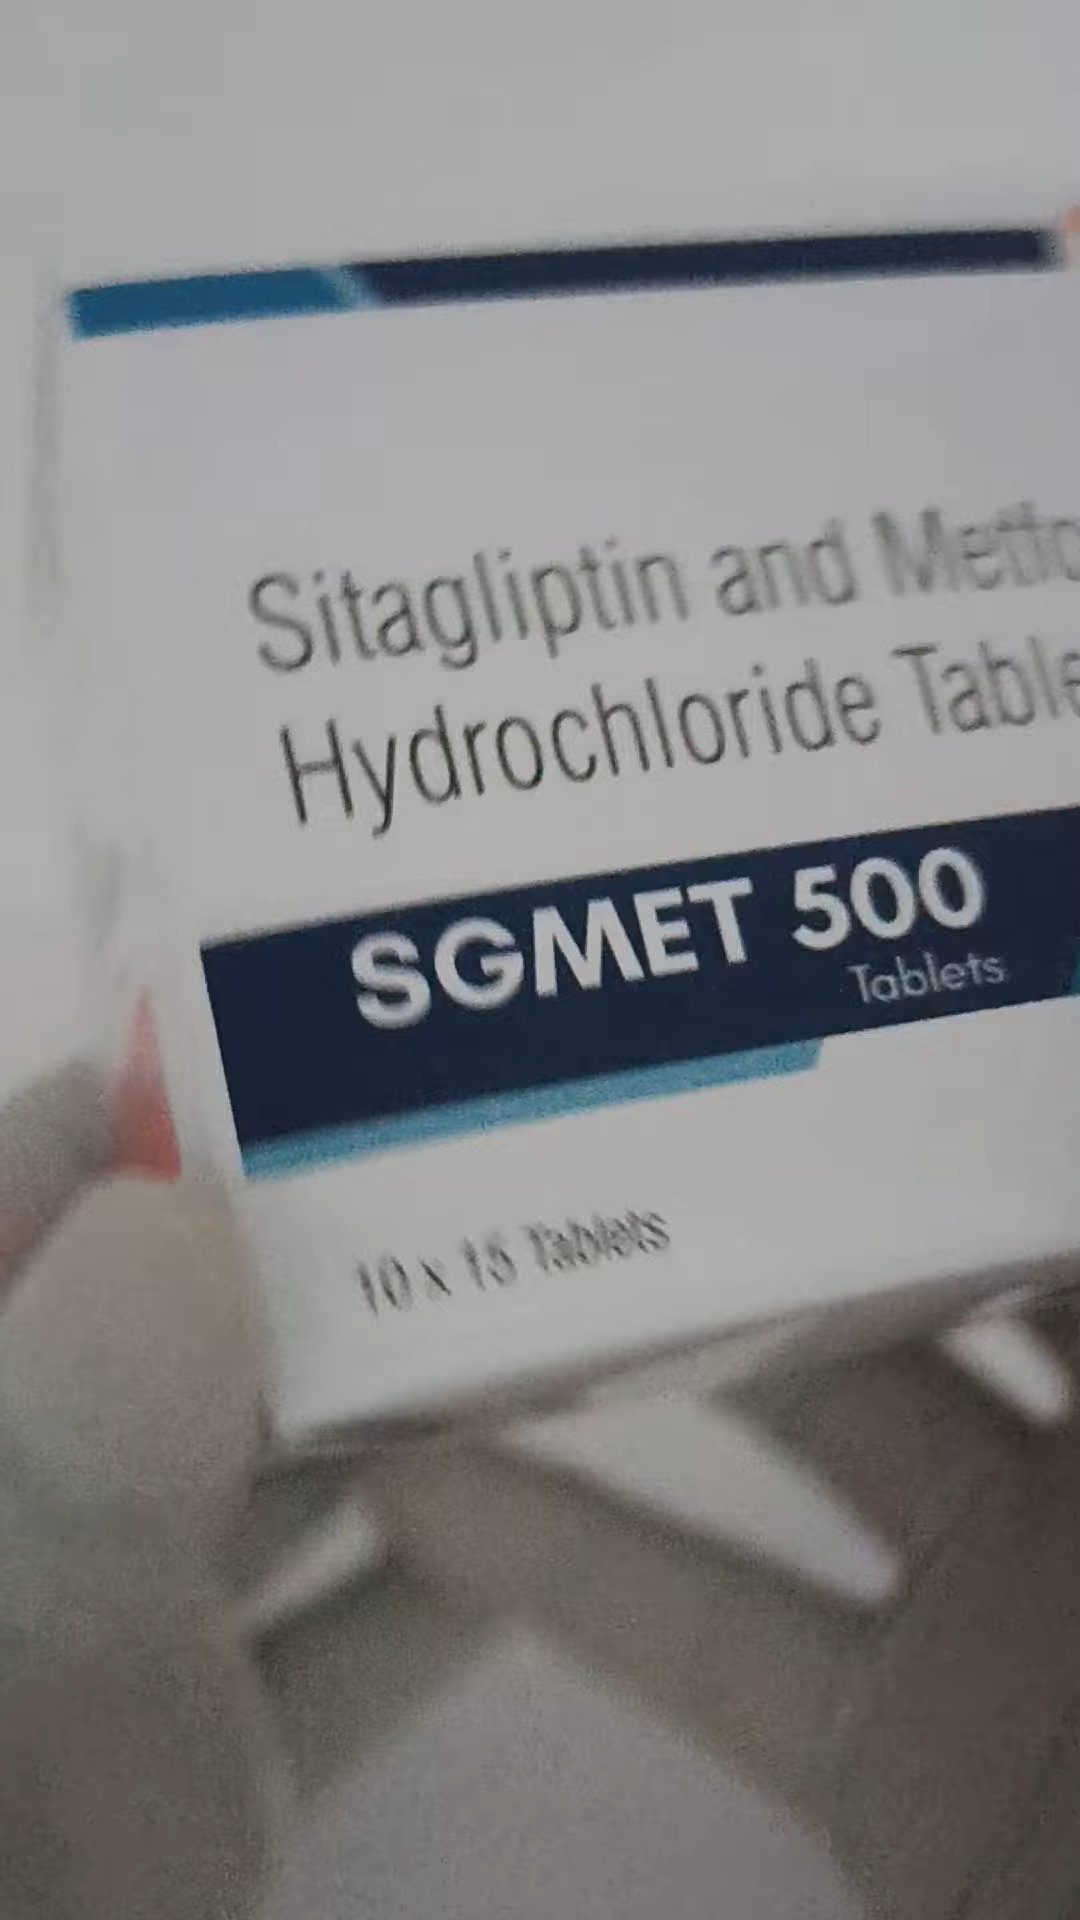 Sitagliptin and Metfo
Hydrochloride Table
SGMET 500
Tablets
10 x 15 Tablets